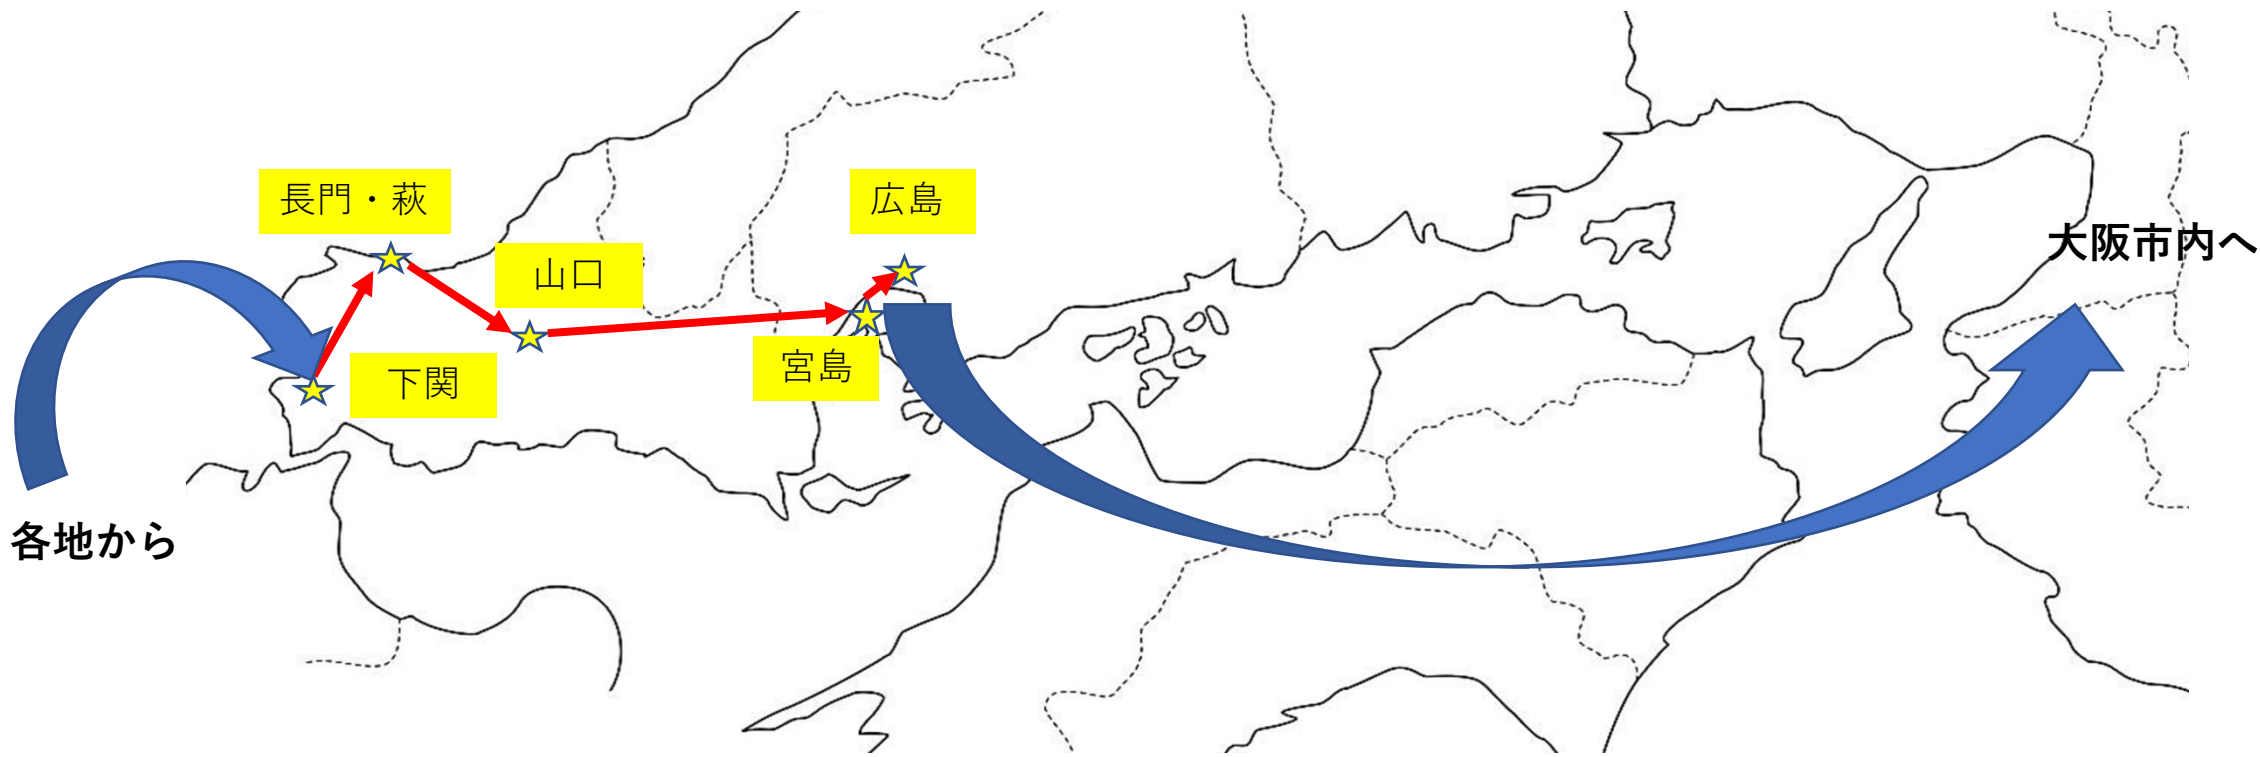 長門・萩
広島
山口
大阪市内へ
宮島
下関
各地から